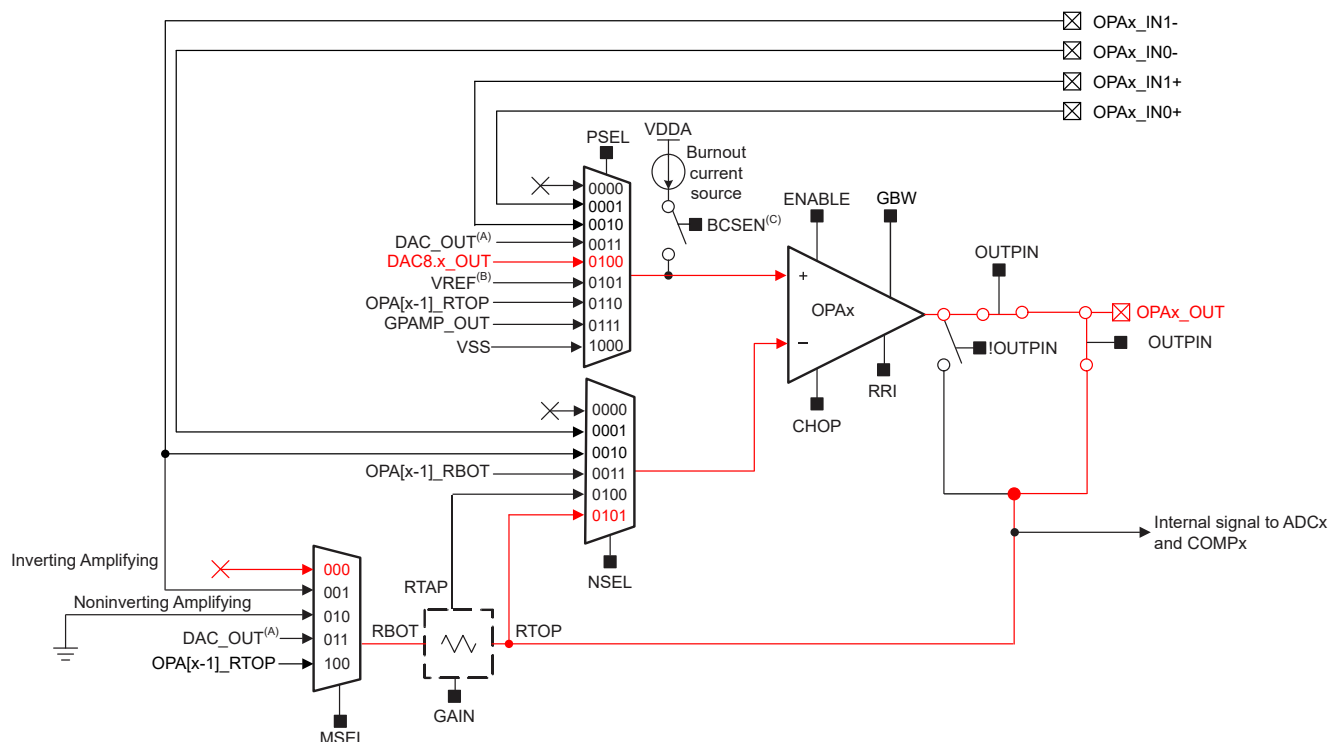 OPAx_IN1-
OPAx_IN0-
OPAx_IN1+
OPAx_IN0+
PSEL
VDDA
Burnout
current
source
BCSEN(C)
0000
0001
0010
DAC_OUT(A)
0011
DAC8.x_OUT
0100
VREF(B)
0101
OPA[x-1]_RTOP
0110
GPAMP_OUT
0111
VSS
1000
ENABLE
GBW
+
OPAx
−
CHOP
RRI
OUTPIN
OPAx_OUT
!OUTPIN
OUTPIN
0000
0001
0010
OPA[x-1]_RBOT
0011
0100
0101
NSEL
Internal signal to ADCx
and COMPx
Inverting Amplifying
000
001
Noninverting Amplifying
010
DAC_OUT(A)
011
OPA[x-1]_RTOP
100
MSEL
RBOT
RTAP
RTOP
GAIN